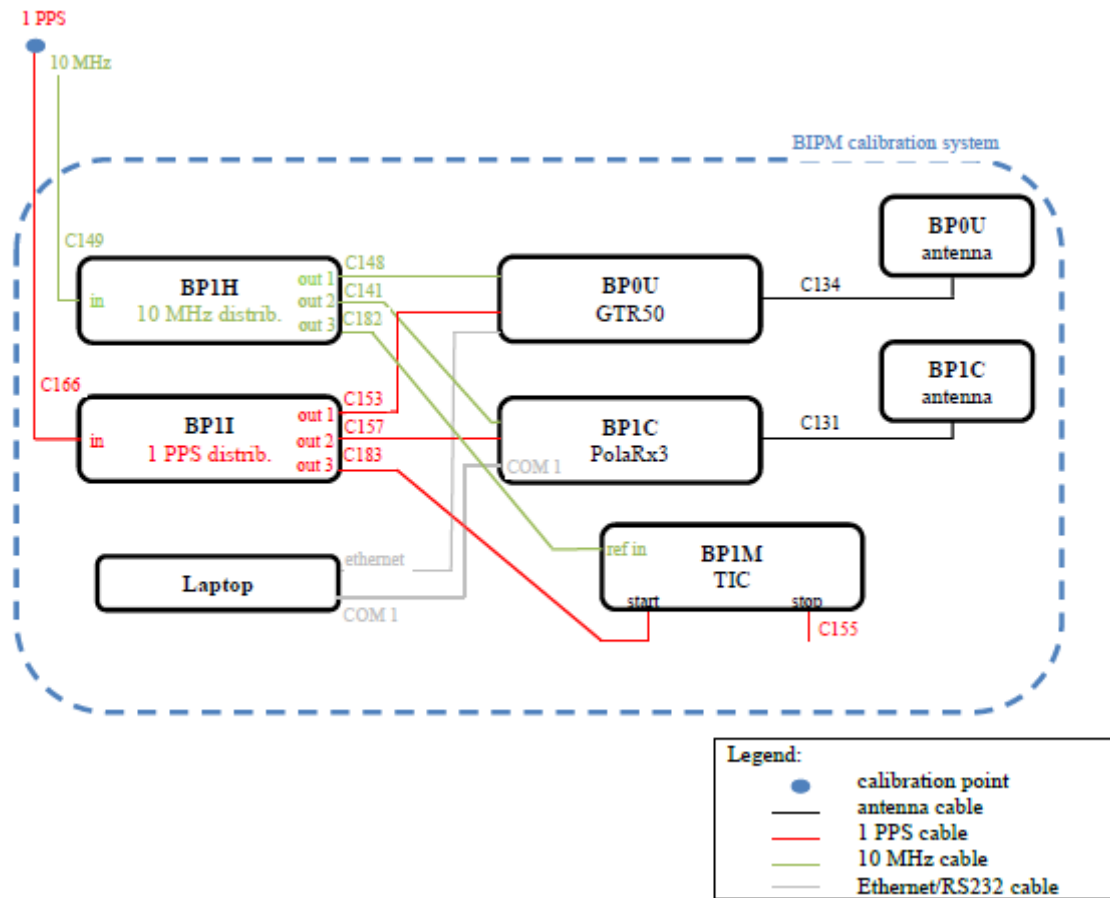 1 PPS
10 MHz
BIPM calibration system
C149
BP1H
10 MHz distrib.
in
out 1
out 2
out 3
C148
C141
C182
BP0U
GTR50
C134
BP0U
antenna
C166
BP1I
1 PPS distrib.
in
out 1
out 2
out 3
C153
C157
C183
BP1C
PolaRx3
COM 1
C131
BP1C
antenna
Laptop
ethernet
COM 1
ref in
BP1M
TIC
start
stop
C155
Legend:
calibration point
antenna cable
1 PPS cable
10 MHz cable
Ethernet/RS232 cable